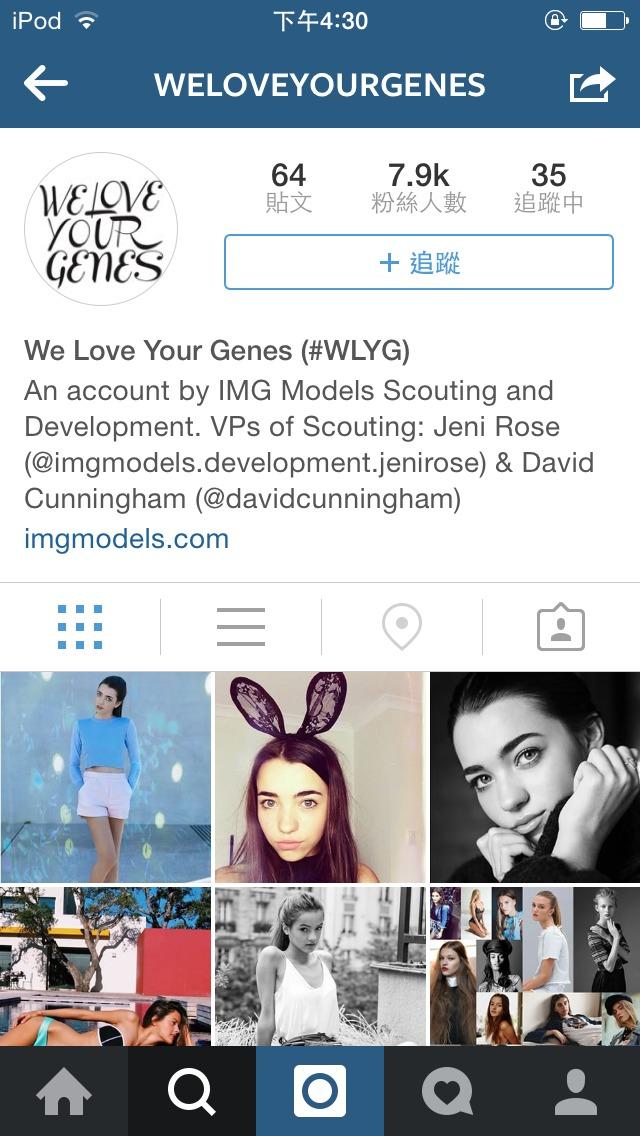 iPod 下午4:30
WELOVEYOURGENES
WE LOVE
YOUR
GENES
64 7.9k 35
貼文 粉絲人數 追蹤中
+ 追蹤
We Love Your Genes (#WLYG)
An account by IMG Models Scouting and
Development. VPs of Scouting: Jeni Rose
(@imgmodels.development.jenirose) & David
Cunningham (@davidcunningham)
imgmodels.com